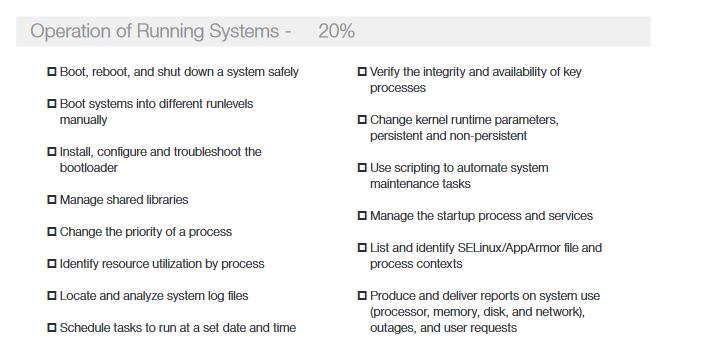 Operation of Running Systems - 20%
Boot, reboot, and shut down a system safely
Boot systems into different runlevels
manually
Install, configure and troubleshoot the
bootloader
Manage shared libraries
Change the priority of a process
Identify resource utilization by process
Locate and analyze system log files
Schedule tasks to run at a set date and time
Verify the integrity and availability of key
processes
Change kernel runtime parameters,
persistent and non-persistent
Use scripting to automate system
maintenance tasks
Manage the startup process and services
List and identify SELinux/AppArmor file and
process contexts
Produce and deliver reports on system use
(processor, memory, disk, and network),
outages, and user requests